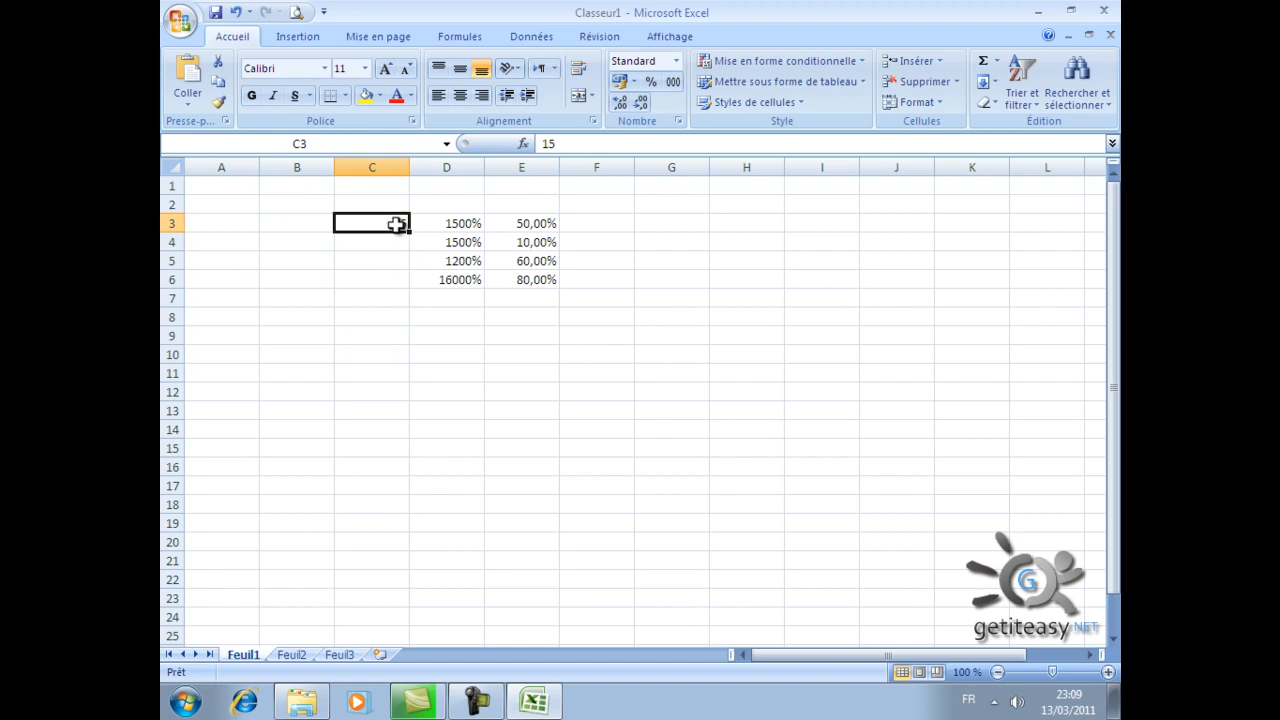 Classeur1 - Microsoft Excel
Accueil Insertion Mise en page Formules Données Révision Affichage
Coller
Calibri 11
G I S
Standard
% 000
Mise en forme conditionnelle
Mettre sous forme de tableau
Styles de cellules
Insérer
Supprimer
Format
Σ
Trier et filtrer
Rechercher et sélectionner
Presse-p... Police Alignement Nombre Style Cellules Édition
C3 fx 15
A B C D E F G H I J K L
1
2
3 1500% 50,00%
4 1500% 10,00%
5 1200% 60,00%
6 16000% 80,00%
7
8
9
10
11
12
13
14
15
16
17
18
19
20
21
22
23
24
25
G
getiteasy.NET
Feuil1 Feuil2 Feuil3
Prêt 100 %
FR 23:09
13/03/2011